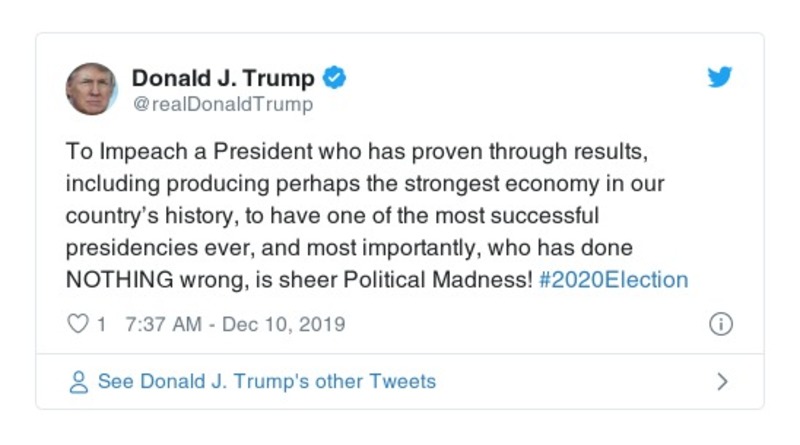 Donald J. Trump
@realDonaldTrump
To Impeach a President who has proven through results,
including producing perhaps the strongest economy in our
country’s history, to have one of the most successful
presidencies ever, and most importantly, who has done
NOTHING wrong, is sheer Political Madness! #2020Election
1 7:37 AM - Dec 10, 2019
See Donald J. Trump's other Tweets